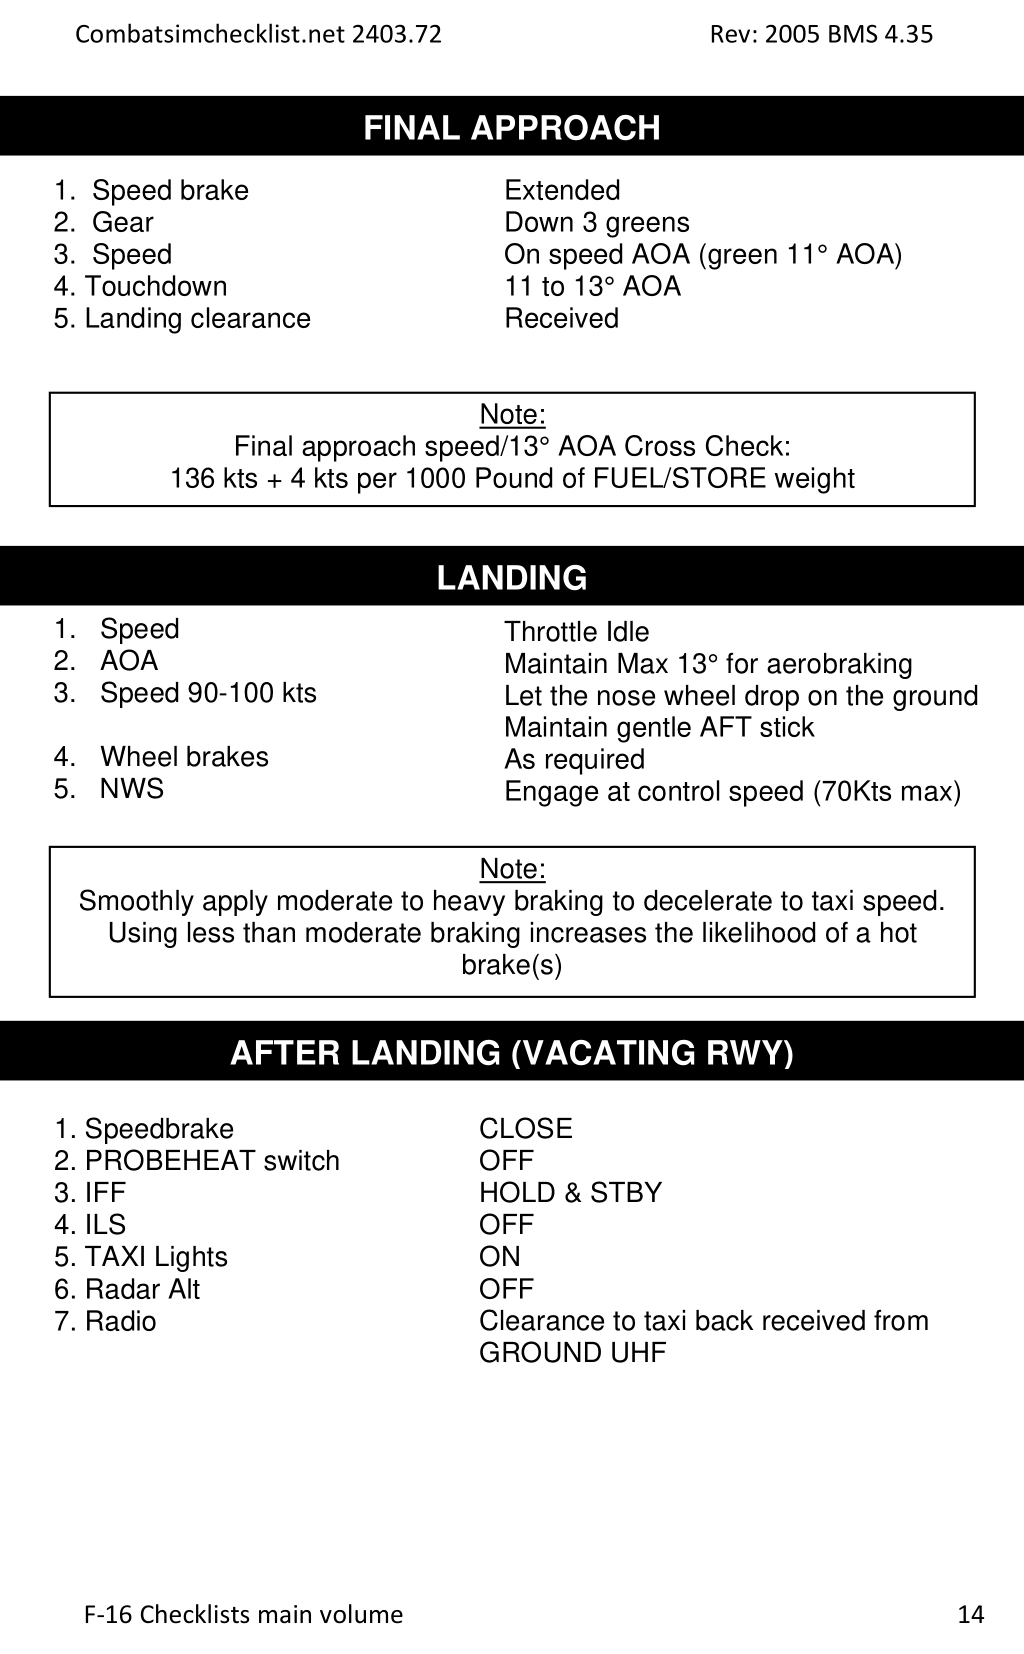 Combatsimchecklist.net 2403.72 Rev: 2005 BMS 4.35
FINAL APPROACH
1. Speed brake Extended
2. Gear Down 3 greens
3. Speed On speed AOA (green 11° AOA)
4. Touchdown 11 to 13° AOA
5. Landing clearance Received
Note:
Final approach speed/13° AOA Cross Check:
136 kts + 4 kts per 1000 Pound of FUEL/STORE weight
LANDING
1. Speed Throttle Idle
2. AOA Maintain Max 13° for aerobraking
3. Speed 90-100 kts Let the nose wheel drop on the ground
Maintain gentle AFT stick
4. Wheel brakes As required
5. NWS Engage at control speed (70Kts max)
Note:
Smoothly apply moderate to heavy braking to decelerate to taxi speed.
Using less than moderate braking increases the likelihood of a hot
brake(s)
AFTER LANDING (VACATING RWY)
1. Speedbrake CLOSE
2. PROBEHEAT switch OFF
3. IFF HOLD & STBY
4. ILS OFF
5. TAXI Lights ON
6. Radar Alt OFF
7. Radio Clearance to taxi back received from
GROUND UHF
F-16 Checklists main volume 14